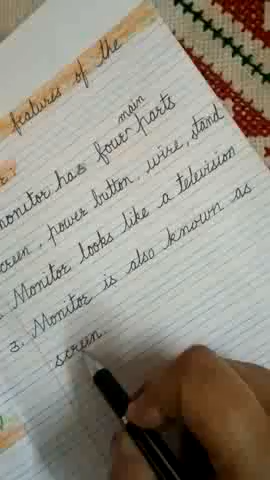 features of the
main
monitor has four parts
screen, power button, wire, stand
Monitor looks like a television
3. Monitor is also known as
screen.